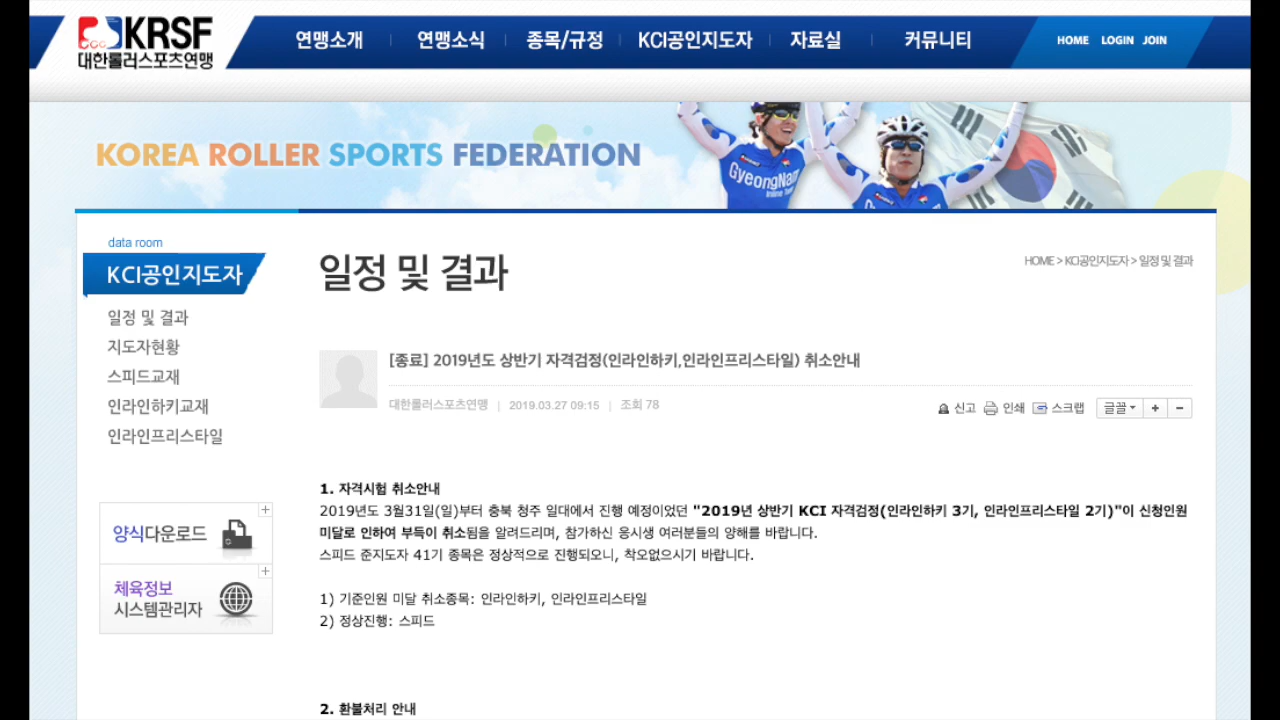 KRSF
대한롤러스포츠연맹
연맹소개
연맹소식
종목/규정
KCI공인지도자
자료실
커뮤니티
HOME LOGIN JOIN
KOREA ROLLER SPORTS FEDERATION
GyeongNam
data room
KCI공인지도자
일정 및 결과
지도자현황
스피드교재
인라인하키교재
인라인프리스타일
양식다운로드
체육정보
시스템관리자
일정 및 결과
HOME > KCI공인지도자 > 일정 및 결과
[종료] 2019년도 상반기 자격검정(인라인하키,인라인프리스타일) 취소안내
대한롤러스포츠연맹 | 2019.03.27 09:15 | 조회 78
신고 인쇄 스크랩 글꼴 + -
1. 자격시험 취소안내
2019년도 3월31일(일)부터 충북 청주 일대에서 진행 예정이었던 "2019년 상반기 KCI 자격검정(인라인하키 3기, 인라인프리스타일 2기)"이 신청인원
미달로 인하여 부득이 취소됨을 알려드리며, 참가하신 응시생 여러분들의 양해를 바랍니다.
스피드 준지도자 41기 종목은 정상적으로 진행되오니, 착오없으시기 바랍니다.
1) 기준인원 미달 취소종목: 인라인하키, 인라인프리스타일
2) 정상진행: 스피드
2. 환불처리 안내